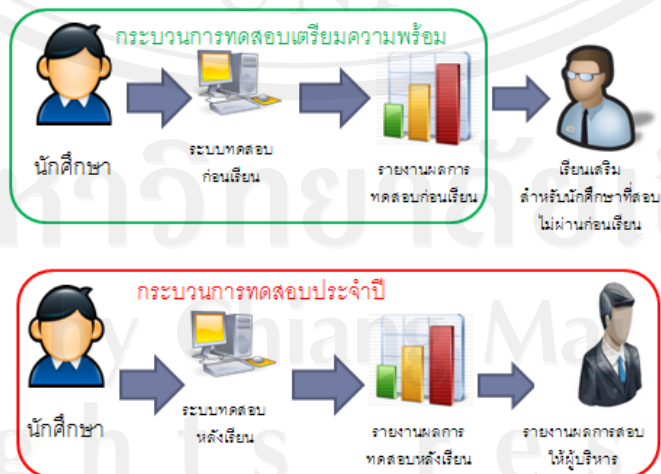 กระบวนการทดสอบเตรียมความพร้อม
นักศึกษา
ระบบทดสอบ
ก่อนเรียน
รายงานผลการ
ทดสอบก่อนเรียน
เรียนเสริม
สำหรับนักศึกษาที่สอบ
ไม่ผ่านก่อนเรียน
กระบวนการทดสอบประจำปี
นักศึกษา
ระบบทดสอบ
หลังเรียน
รายงานผลการ
ทดสอบหลังเรียน
รายงานผลการสอบ
ให้ผู้บริหาร